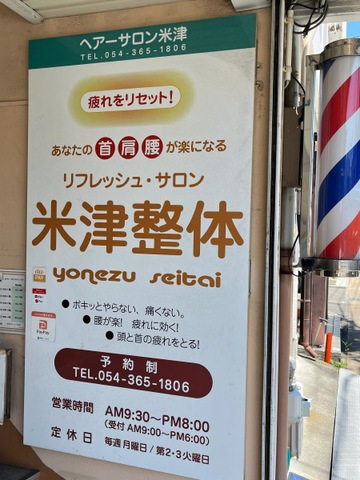 ヘアーサロン米津
TEL.054-365-1806
疲れをリセット!
あなたの首肩腰が楽になる
リフレッシュ・サロン
米津整体
yonezu seitai
●ポキッとやらない、痛くない。
●腰が楽! 疲れに効く!
●頭と首の疲れをとる!
予約制
TEL.054-365-1806
営業時間 AM9:30~PM8:00
(受付 AM9:00~PM6:00)
定休日 毎週月曜日/第2・3火曜日
PayPay